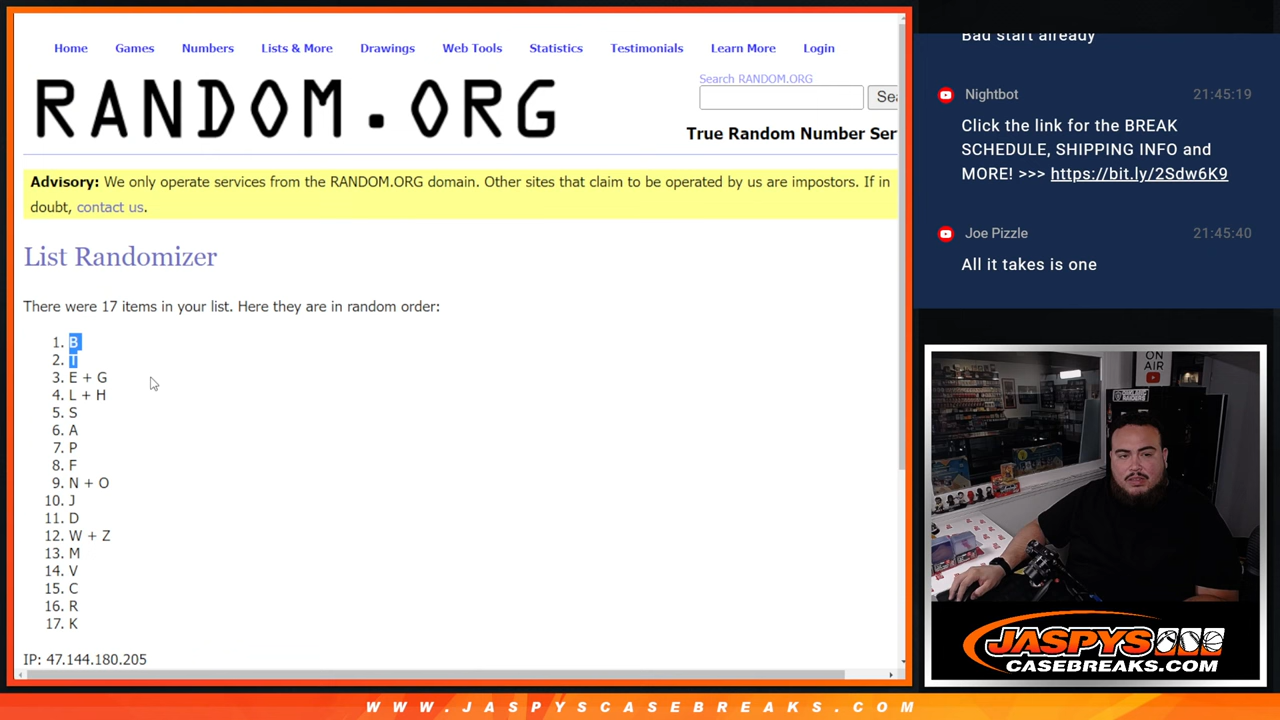 Home Games Numbers Lists & More Drawings Web Tools Statistics Testimonials Learn More Login
RANDOM.ORG
Search RANDOM.ORG
True Random Number Ser
Advisory: We only operate services from the RANDOM.ORG domain. Other sites that claim to be operated by us are impostors. If in
doubt, contact us.
List Randomizer
There were 17 items in your list. Here they are in random order:
1. B
2. T
3. E + G
4. L + H
5. S
6. A
7. P
8. F
9. N + O
10. J
11. D
12. W + Z
13. M
14. V
15. C
16. R
17. K
IP: 47.144.180.205
Bad start already
Nightbot 21:45:19
Click the link for the BREAK
SCHEDULE, SHIPPING INFO and
MORE! >>> https://bit.ly/2Sdw6K9
Joe Pizzle 21:45:40
All it takes is one
ON
AIR
JASPYS
CASEBREAKS.COM
WWW.JASPYSCASEBREAKS.COM